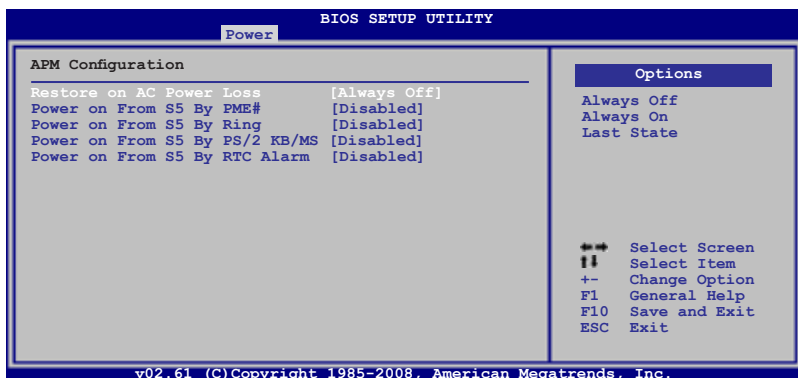 BIOS SETUP UTILITY
Power
APM Configuration
Restore on AC Power Loss [Always Off]
Power on From S5 By PME# [Disabled]
Power on From S5 By Ring [Disabled]
Power on From S5 By PS/2 KB/MS [Disabled]
Power on From S5 By RTC Alarm [Disabled]
Options
Always Off
Always On
Last State
Select Screen
Select Item
+- Change Option
F1 General Help
F10 Save and Exit
ESC Exit
v02.61 (C)Copyright 1985-2008, American Megatrends, Inc.